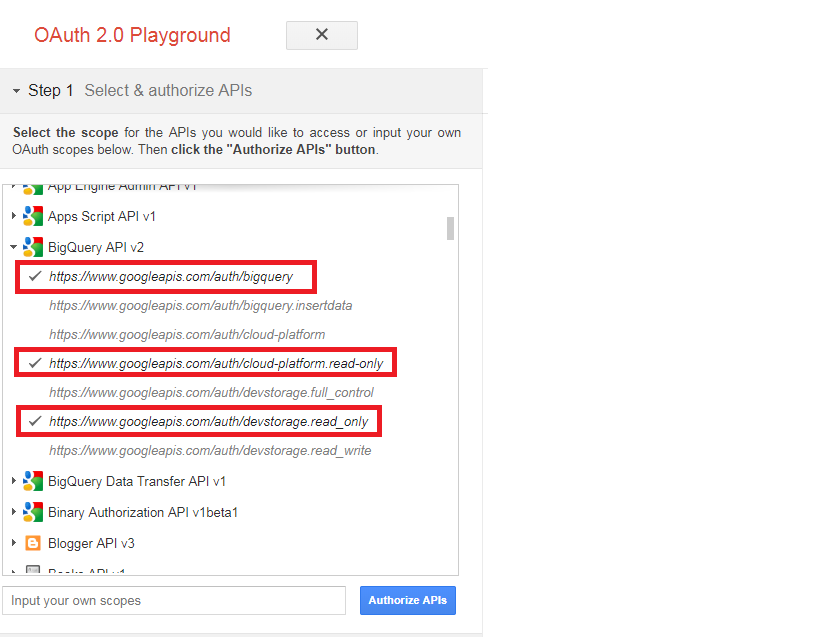 OAuth 2.0 Playground
Step 1 Select & authorize APIs
Select the scope for the APIs you would like to access or input your own
OAuth scopes below. Then click the "Authorize APIs" button.
App Engine Admin API v1
Apps Script API v1
BigQuery API v2
https://www.googleapis.com/auth/bigquery
https://www.googleapis.com/auth/bigquery.insertdata
https://www.googleapis.com/auth/cloud-platform
https://www.googleapis.com/auth/cloud-platform.read-only
https://www.googleapis.com/auth/devstorage.full_control
https://www.googleapis.com/auth/devstorage.read_only
https://www.googleapis.com/auth/devstorage.read_write
BigQuery Data Transfer API v1
Binary Authorization API v1beta1
Blogger API v3
Books API v1
Input your own scopes Authorize APIs